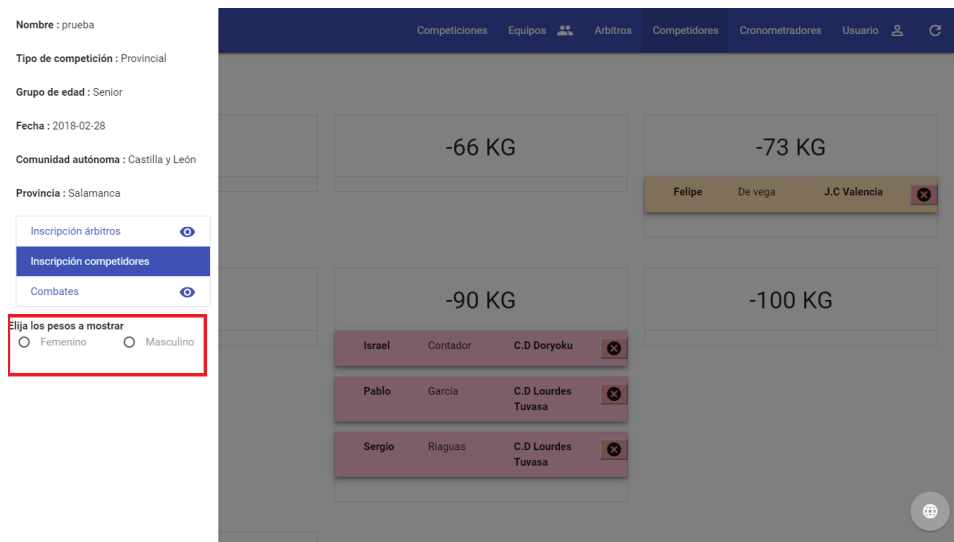 Nombre : prueba
Tipo de competición : Provincial
Grupo de edad : Senior
Fecha : 2018-02-28
Comunidad autónoma : Castilla y León
Provincia : Salamanca
Inscripción árbitros
Inscripción competidores
Combates
Elija los pesos a mostrar
Femenino Masculino
Competiciones Equipos Arbitros Competidores Cronometradores Usuario
-66 KG
-73 KG
Felipe De vega J.C Valencia
-90 KG
-100 KG
Israel Contador C.D Doryoku
Pablo García C.D Lourdes
Tuvasa
Sergio Riaguas C.D Lourdes
Tuvasa